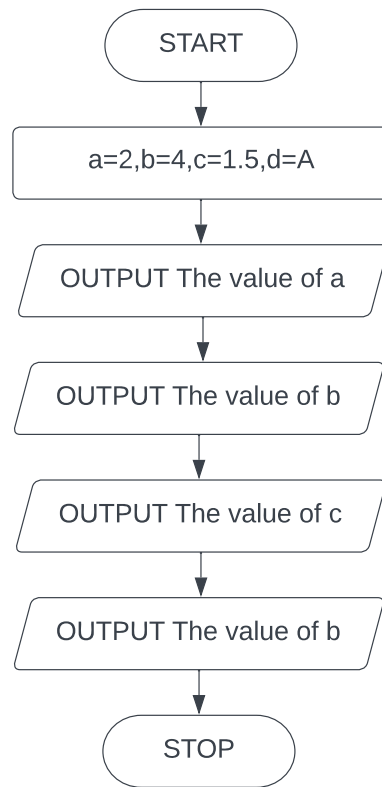 START
a=2,b=4,c=1.5,d=A
OUTPUT The value of a
OUTPUT The value of b
OUTPUT The value of c
OUTPUT The value of b
STOP